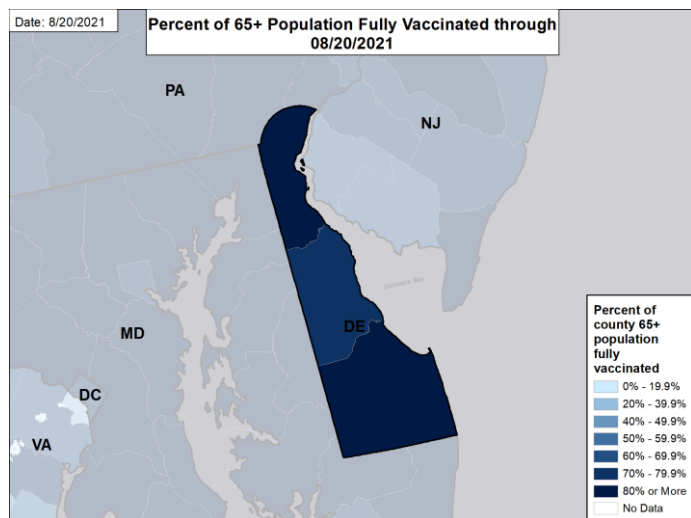 Date: 8/20/2021
Percent of 65+ Population Fully Vaccinated through
08/20/2021
PA
NJ
Delaware Bay
DE
MD
DC
VA
Percent of
county 65+
population
fully
vaccinated
0% - 19.9%
20% - 39.9%
40% - 49.9%
50% - 59.9%
60% - 69.9%
70% - 79.9%
80% or More
No Data